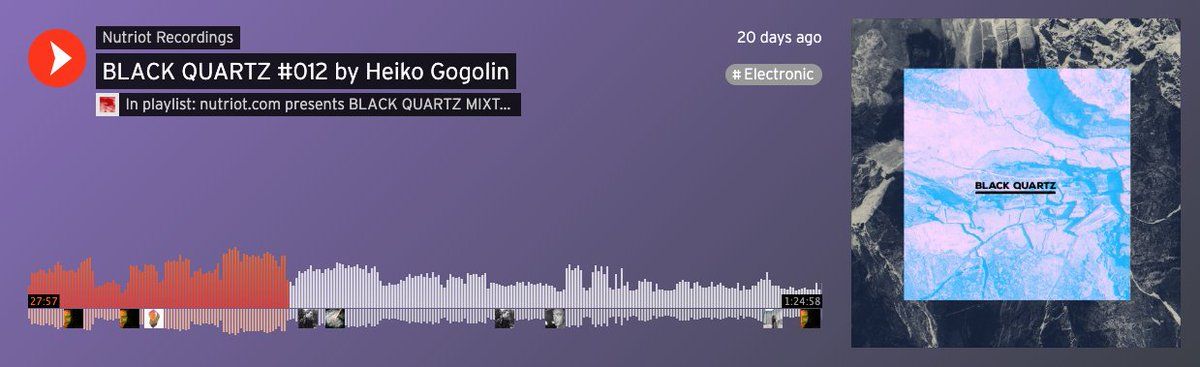 Nutriot Recordings
20 days ago
BLACK QUARTZ #012 by Heiko Gogolin
# Electronic
In playlist: nutriot.com presents BLACK QUARTZ MIXT...
BLACK QUARTZ
27:57
1:24:58